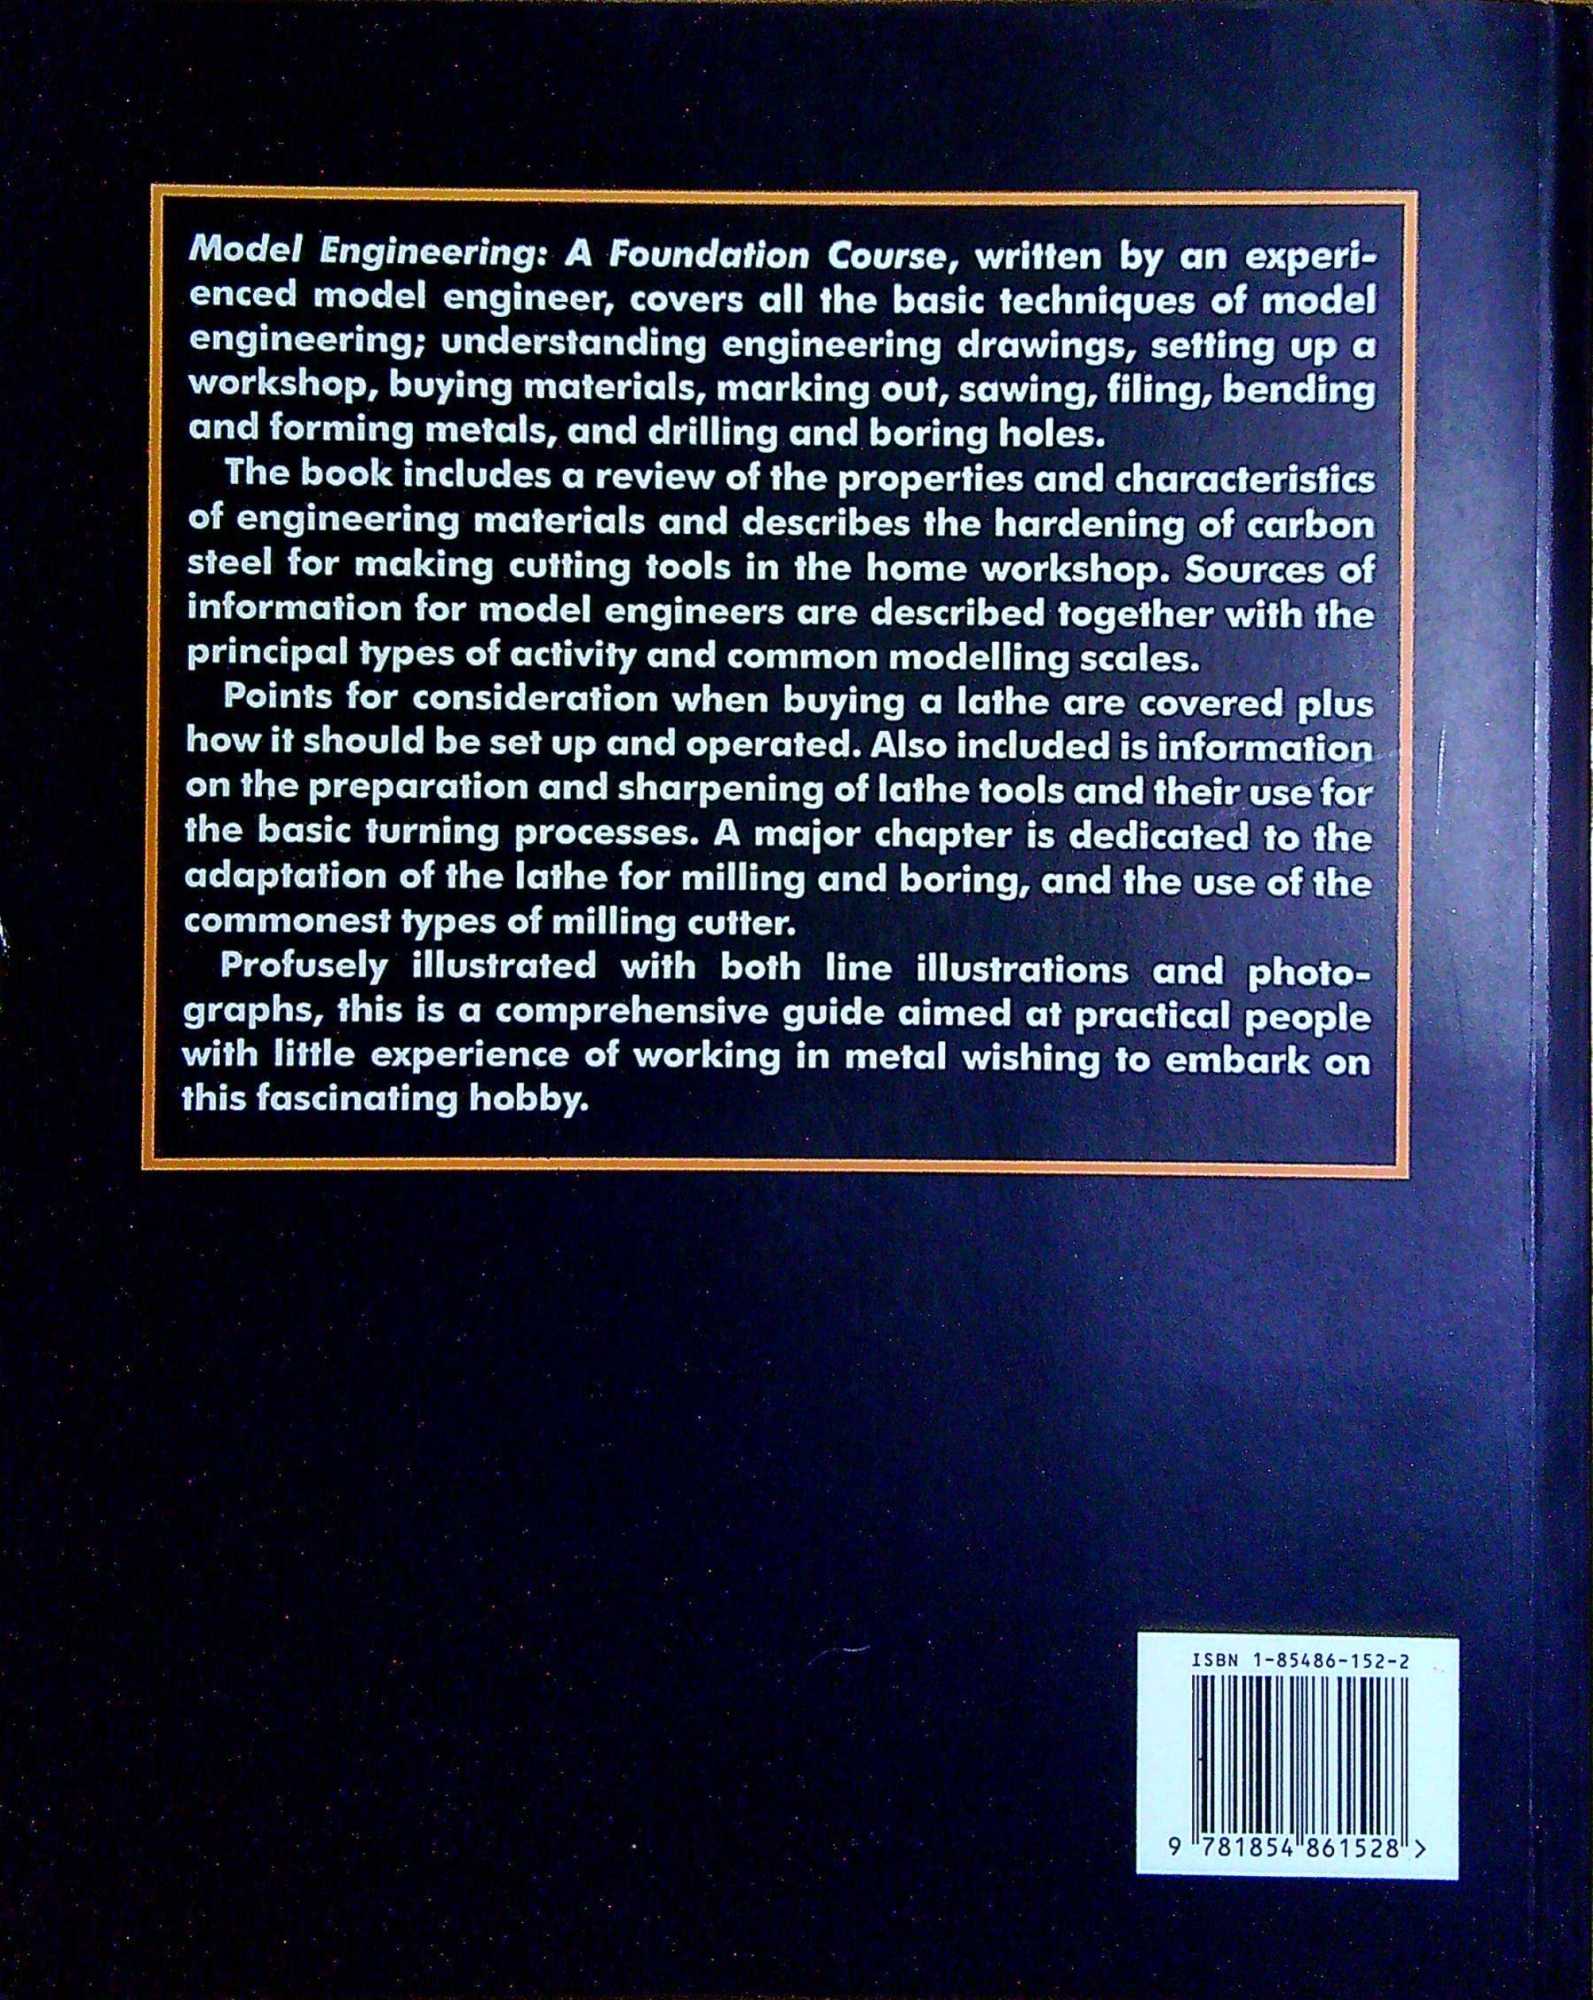 Model Engineering: A Foundation Course, written by an experi-
enced model engineer, covers all the basic techniques of model
engineering; understanding engineering drawings, setting up a
workshop, buying materials, marking out, sawing, filing, bending
and forming metals, and drilling and boring holes.
The book includes a review of the properties and characteristics
of engineering materials and describes the hardening of carbon
steel for making cutting tools in the home workshop. Sources of
information for model engineers are described together with the
principal types of activity and common modelling scales.
Points for consideration when buying a lathe are covered plus
how it should be set up and operated. Also included is information
on the preparation and sharpening of lathe tools and their use for
the basic turning processes. A major chapter is dedicated to the
adaptation of the lathe for milling and boring, and the use of the
commonest types of milling cutter.
Profusely illustrated with both line illustrations and photo-
graphs, this is a comprehensive guide aimed at practical people
with little experience of working in metal wishing to embark on
this fascinating hobby.
ISBN 1-85486-152-2
9 781854 861528 >